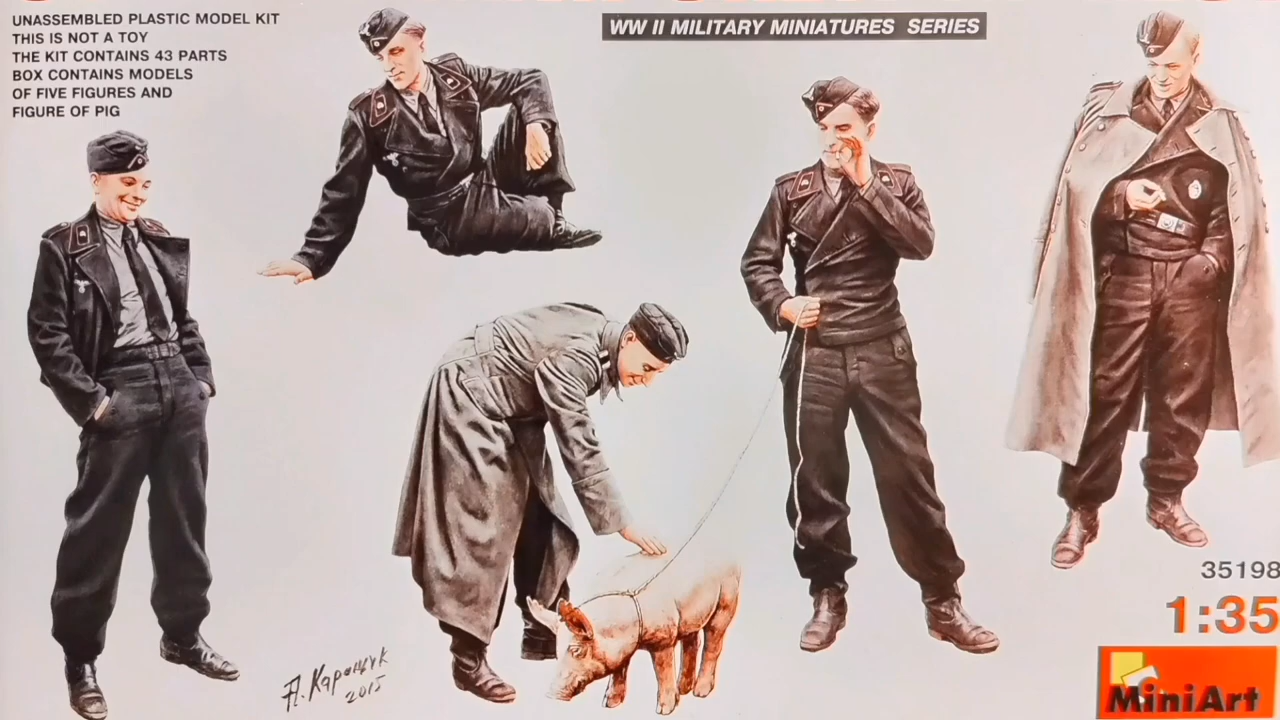 UNASSEMBLED PLASTIC MODEL KIT
THIS IS NOT A TOY
THE KIT CONTAINS 43 PARTS
BOX CONTAINS MODELS
OF FIVE FIGURES AND
FIGURE OF PIG
WW II MILITARY MINIATURES SERIES
А. Каращук
2015
35198
1:35
MiniArt